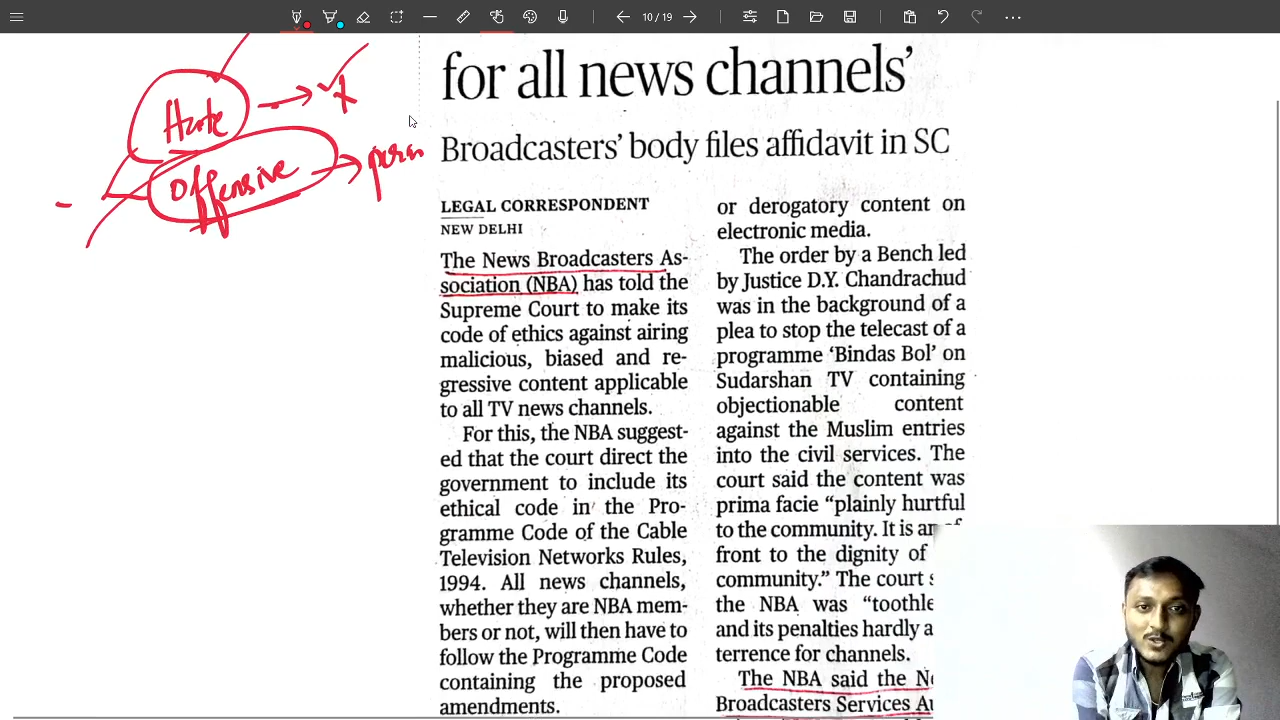 10 / 19
for all news channels’
Broadcasters’ body files affidavit in SC
Hate
Offensive
LEGAL CORRESPONDENT
NEW DELHI
The News Broadcasters As-
sociation (NBA) has told the
Supreme Court to make its
code of ethics against airing
malicious, biased and re-
gressive content applicable
to all TV news channels.
For this, the NBA suggest-
ed that the court direct the
government to include its
ethical code in the Pro-
gramme Code of the Cable
Television Networks Rules,
1994. All news channels,
whether they are NBA mem-
bers or not, will then have to
follow the Programme Code
containing the proposed
amendments.
or derogatory content on
electronic media.
The order by a Bench led
by Justice D.Y. Chandrachud
was in the background of a
plea to stop the telecast of a
programme ‘Bindas Bol’ on
Sudarshan TV containing
objectionable content
against the Muslim entries
into the civil services. The
court said the content was
prima facie “plainly hurtful
to the community. It is an
front to the dignity of
community.” The court
the NBA was
and its penalties hardly a
terrence for channels.
The NBA said the
Broadcasters Services